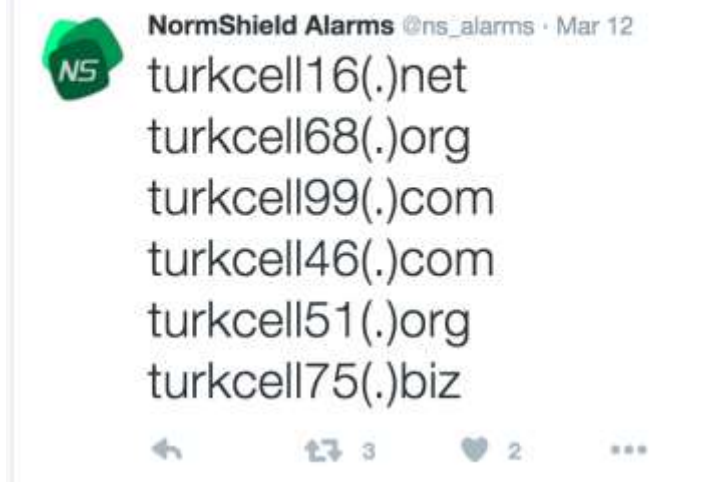 NS
NormShield Alarms @ns_alarms · Mar 12
turkcell16(.)net
turkcell68(.)org
turkcell99(.)com
turkcell46(.)com
turkcell51(.)org
turkcell75(.)biz
3 2